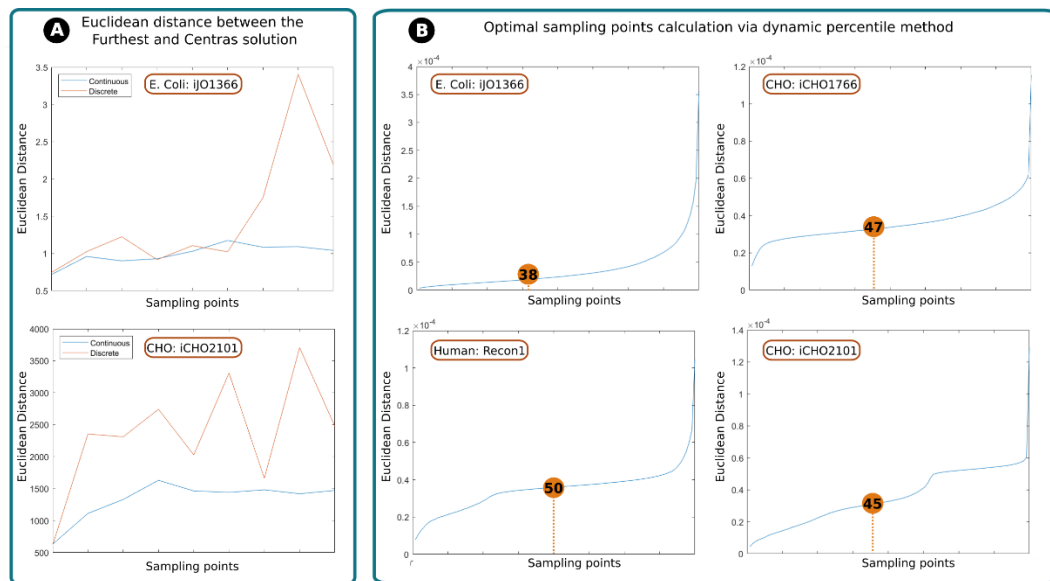 A
Euclidean distance between the
Furthest and Centras solution
3.5
3
2.5
2
1.5
1
0.5
Continuous
Discrete
E. Coli: iJO1366
Euclidean Distance
Sampling points
4000
3500
3000
2500
2000
1500
1000
500
Continuous
Discrete
CHO: iCHO2101
Euclidean Distance
Sampling points
B
Optimal sampling points calculation via dynamic percentile method
×10⁻⁴
4
3.5
3
2.5
2
1.5
1
0.5
0
E. Coli: iJO1366
38
Euclidean Distance
Sampling points
×10⁻⁴
1.2
1
0.8
0.6
0.4
0.2
0
CHO: iCHO1766
47
Euclidean Distance
Sampling points
×10⁻⁴
1.2
1
0.8
0.6
0.4
0.2
0
Human: Recon1
50
Euclidean Distance
Sampling points
×10⁻⁴
1.4
1.2
1
0.8
0.6
0.4
0.2
0
CHO: iCHO2101
45
Euclidean Distance
Sampling points